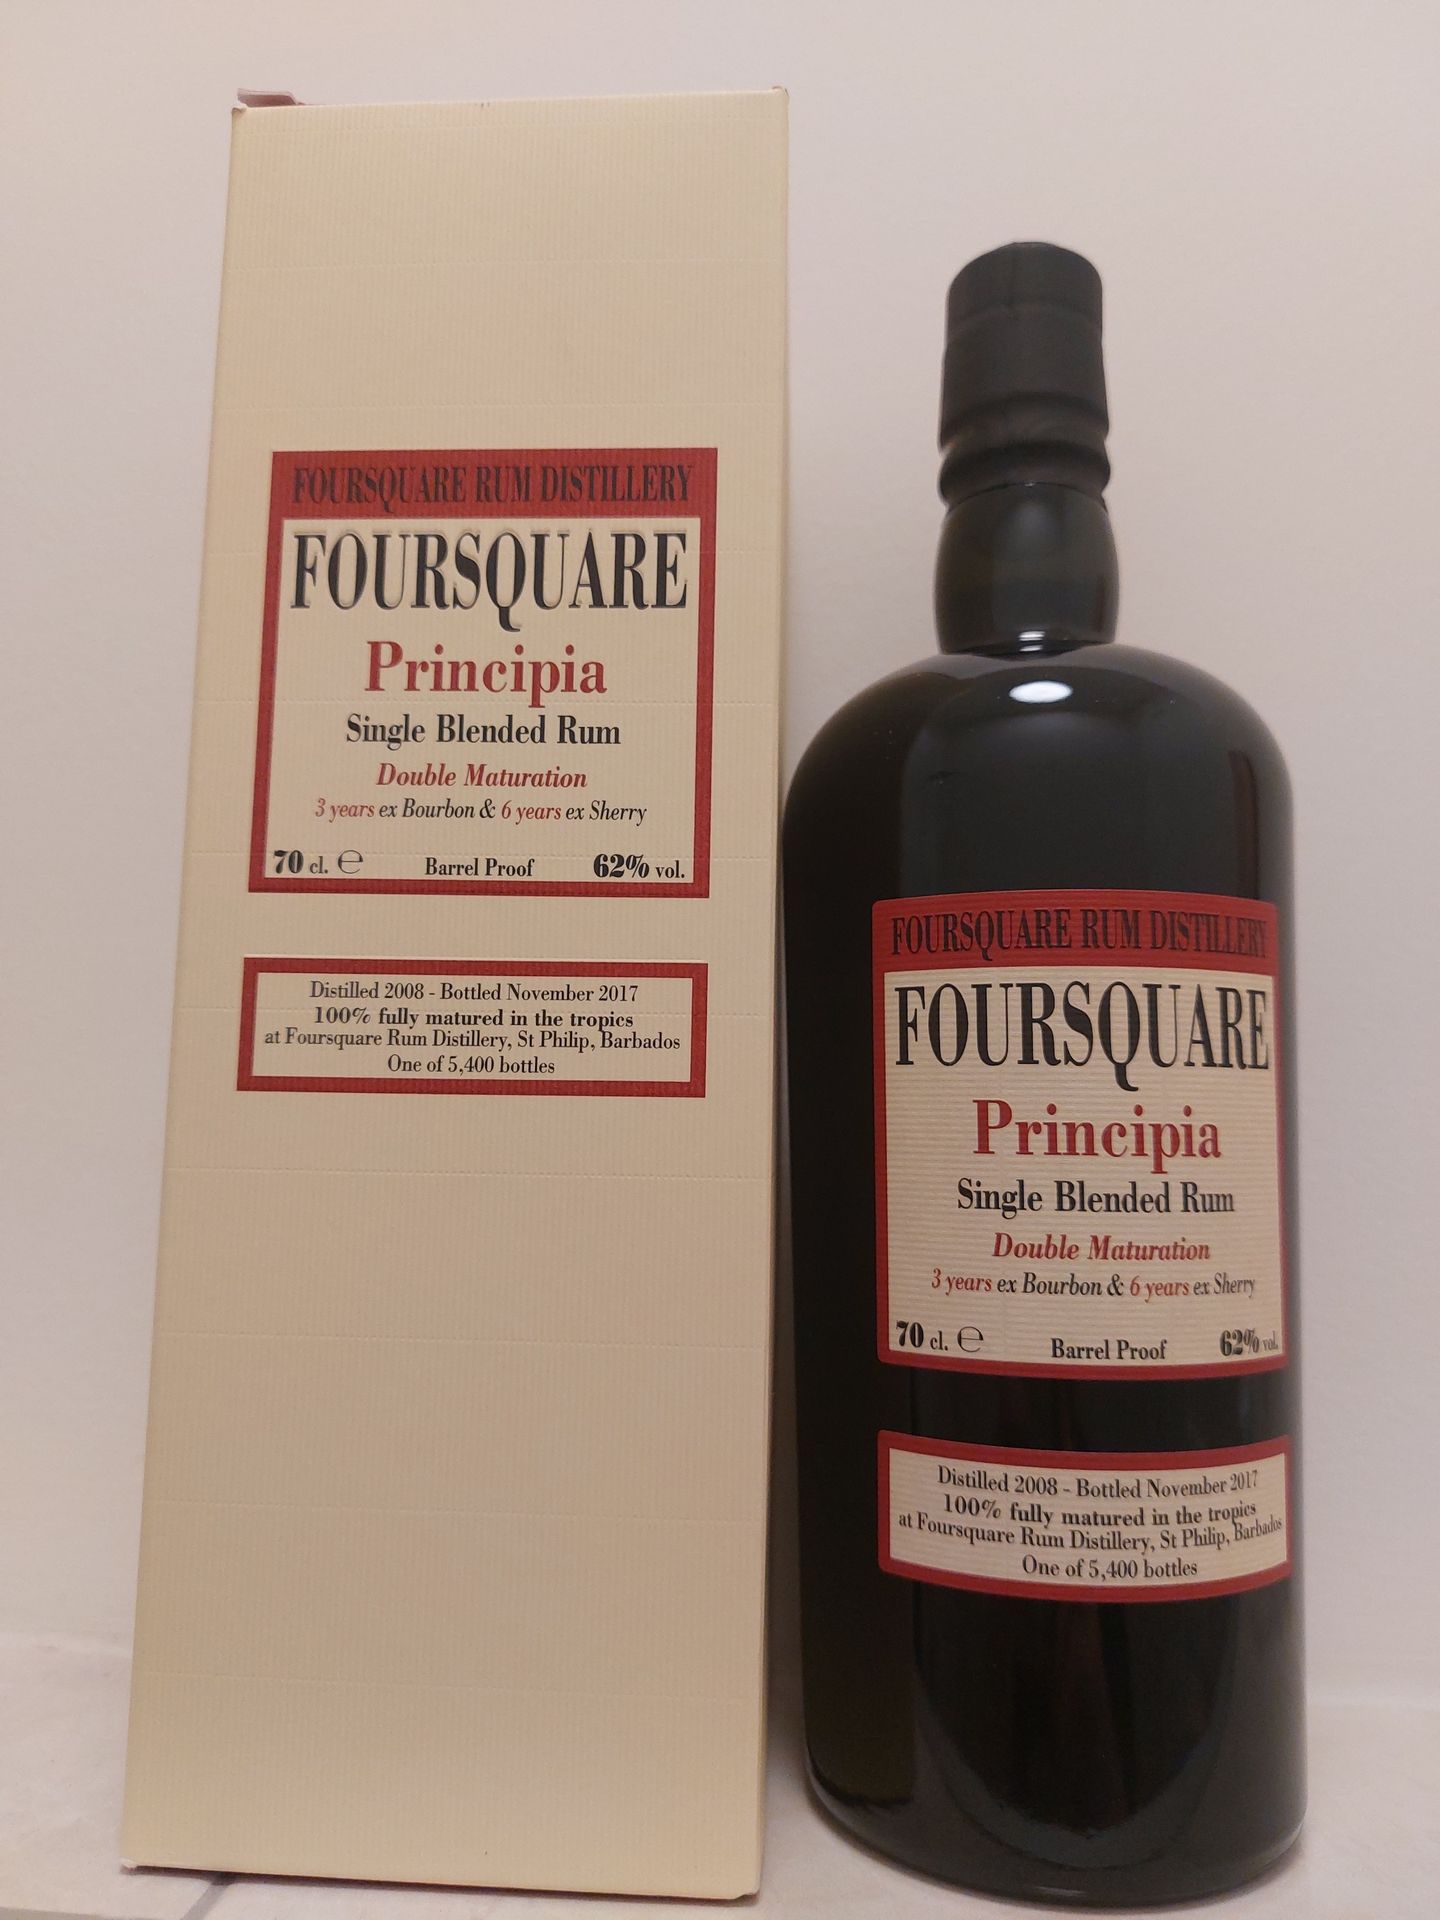 FOURSQUARE RUM DISTILLERY
FOURSQUARE
Principia
Single Blended Rum
Double Maturation
3 years ex Bourbon & 6 years ex Sherry
70 cl. ℮ Barrel Proof 62% vol.
Distilled 2008 - Bottled November 2017
100% fully matured in the tropics
at Foursquare Rum Distillery, St Philip, Barbados
One of 5,400 bottles
FOURSQUARE RUM DISTILLERY
FOURSQUARE
Principia
Single Blended Rum
Double Maturation
3 years ex Bourbon & 6 years ex Sherry
70 cl. ℮ Barrel Proof 62% vol.
Distilled 2008 - Bottled November 2017
100% fully matured in the tropics
at Foursquare Rum Distillery, St Philip, Barbados
One of 5,400 bottles